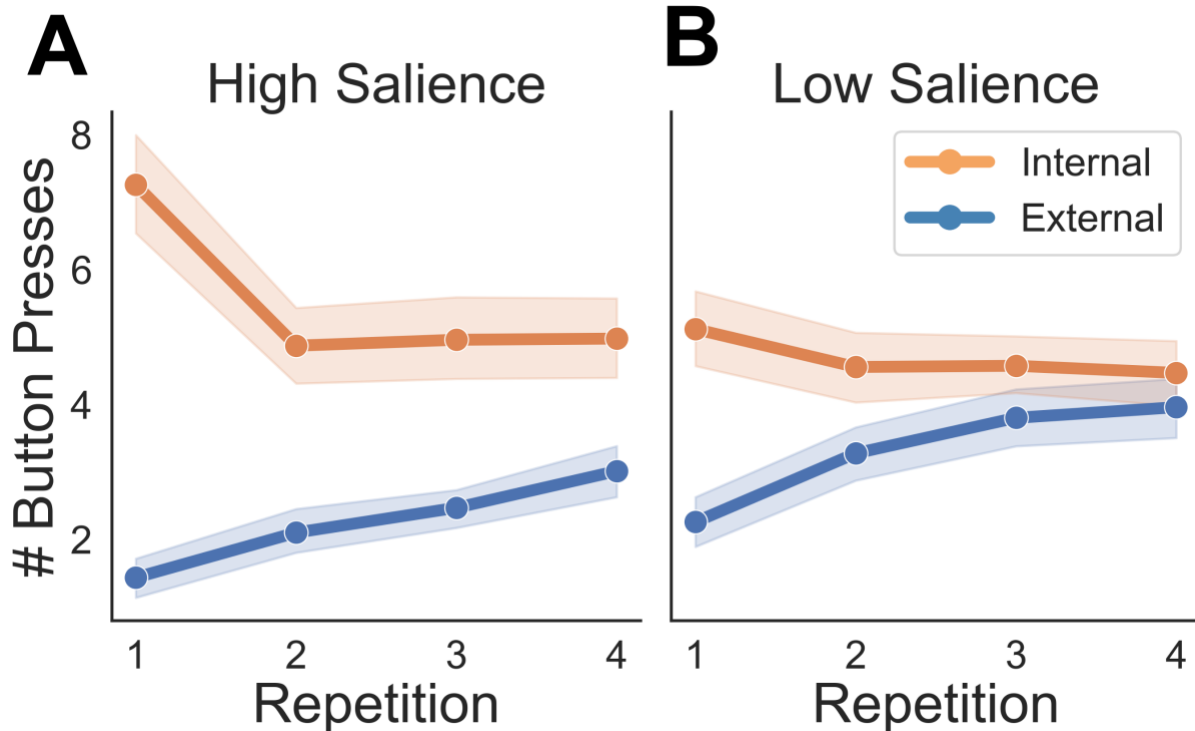 A
B
High Salience
Low Salience
# Button Presses
8
6
4
2
Internal
External
1 2 3 4
1 2 3 4
Repetition
Repetition